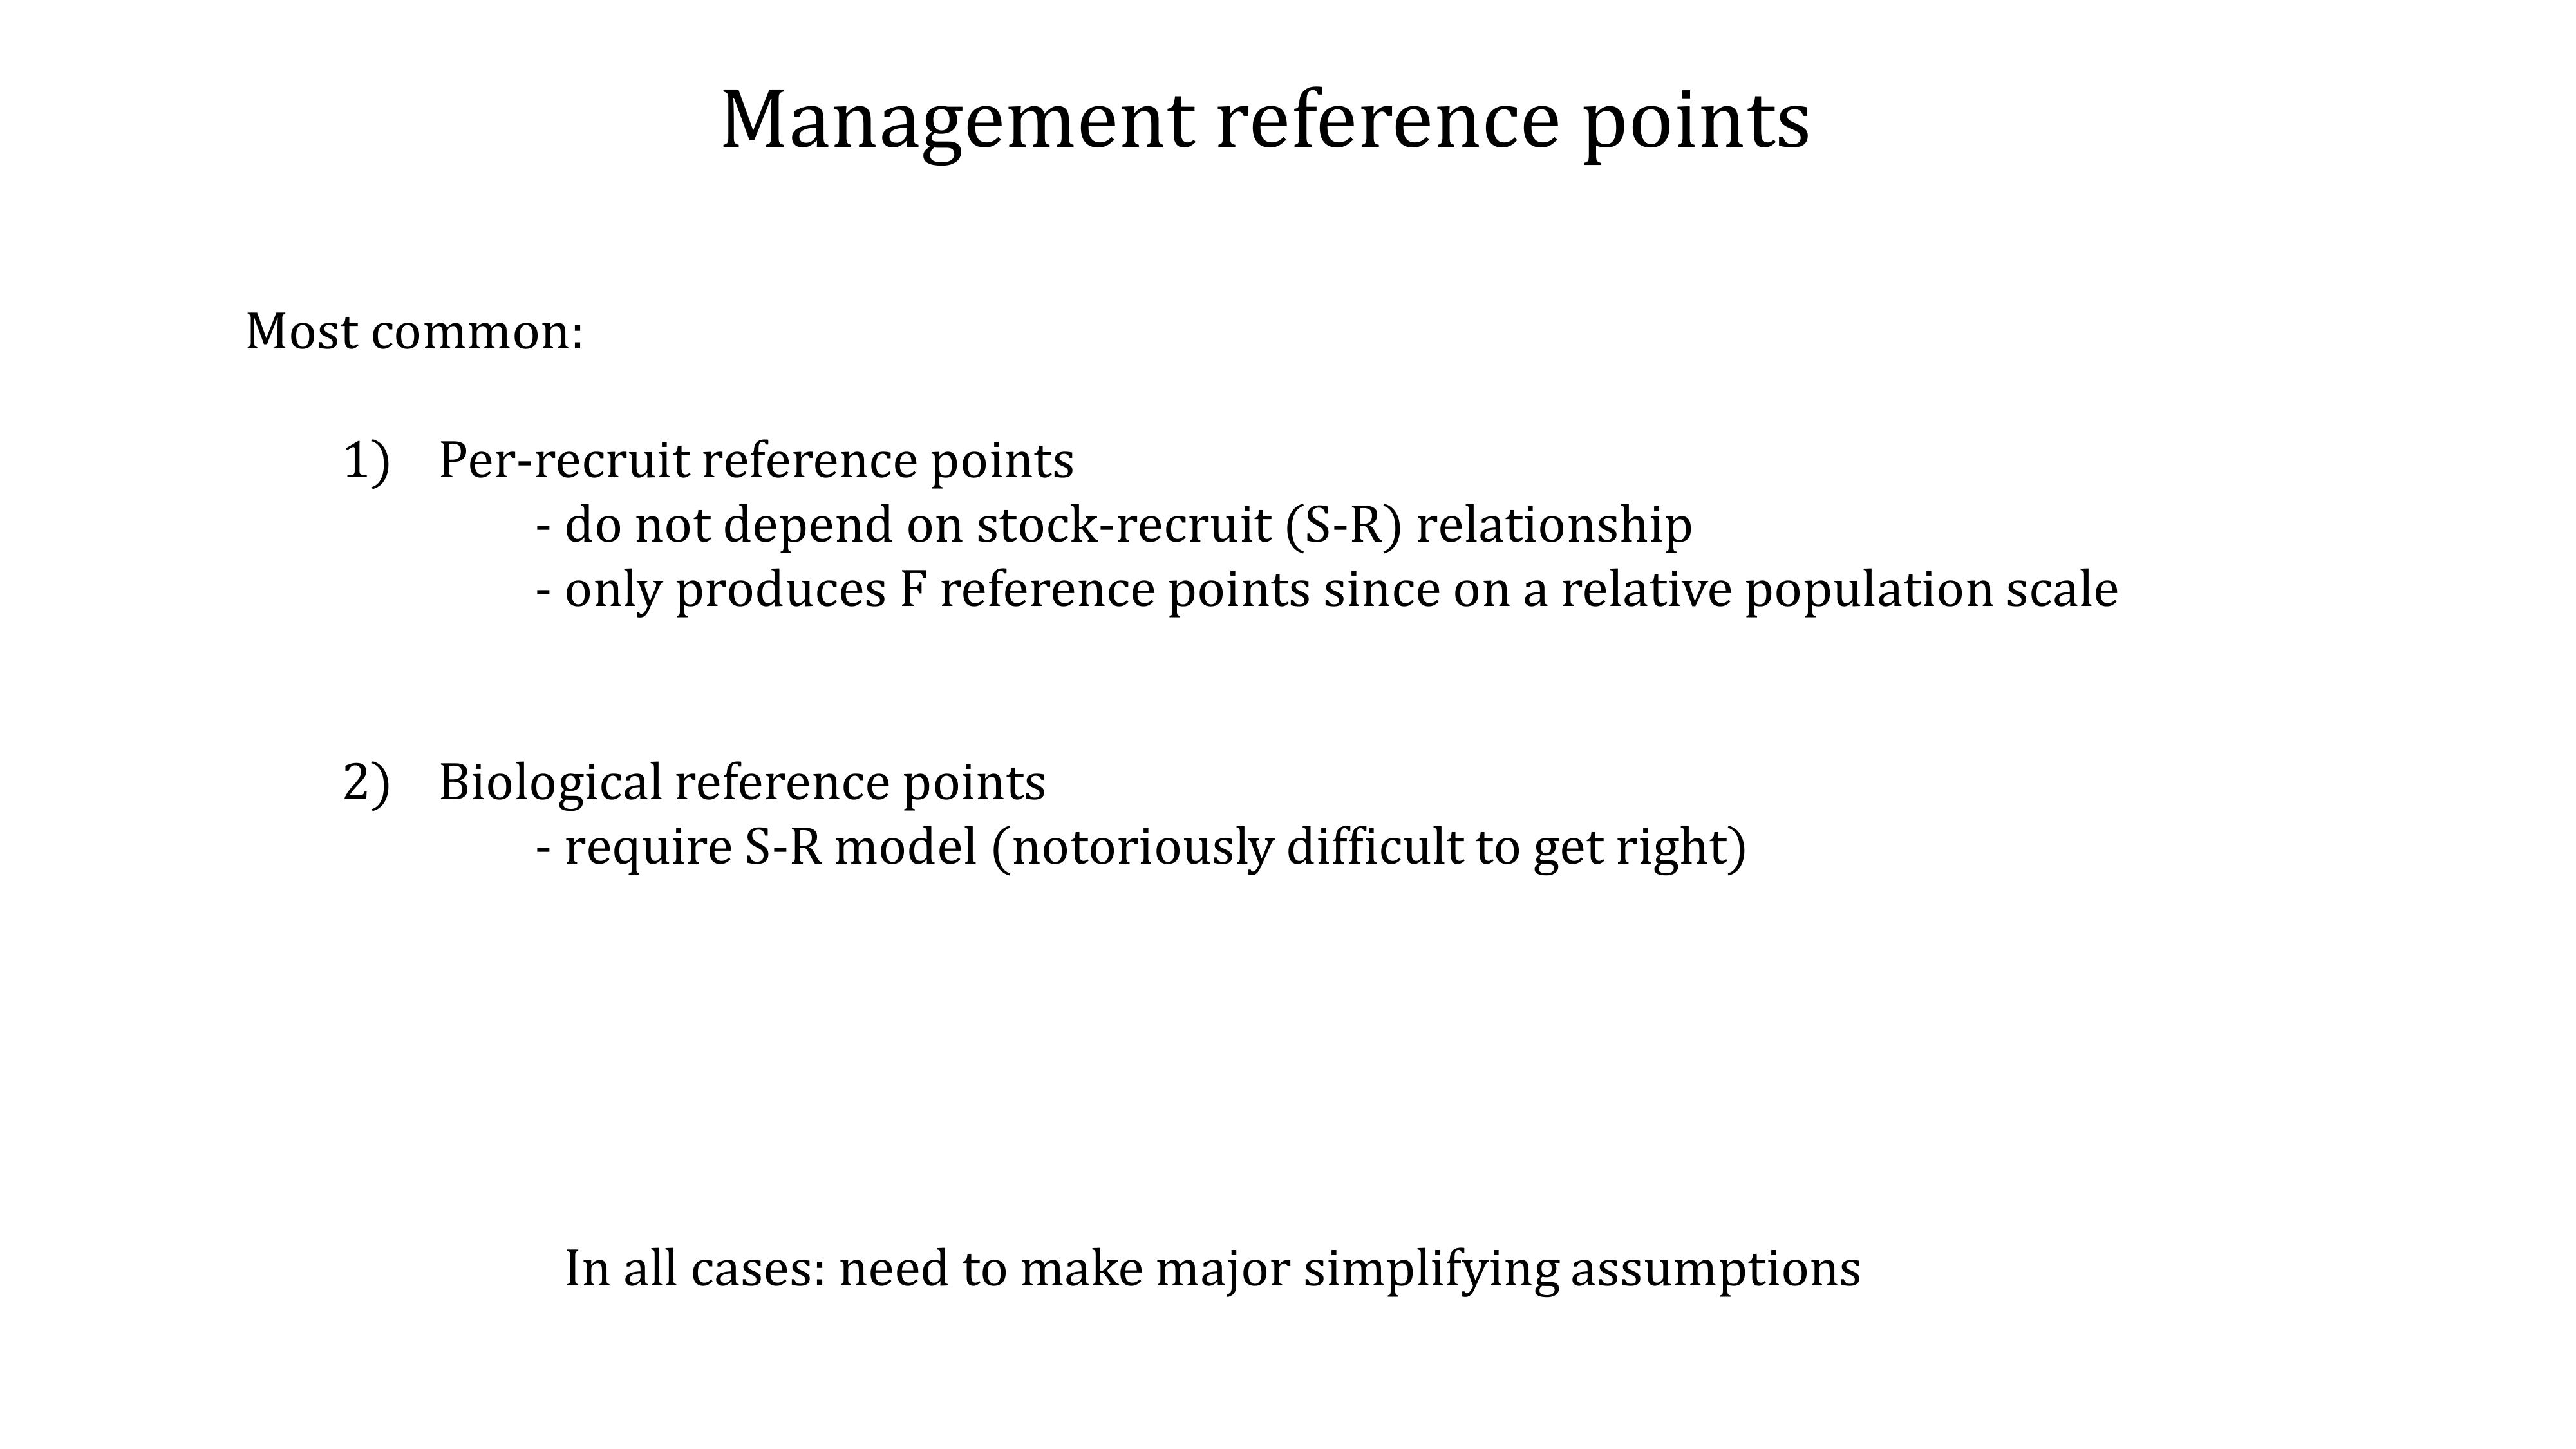 Management reference points
Most common:
1) Per-recruit reference points
- do not depend on stock-recruit (S-R) relationship
- only produces F reference points since on a relative population scale
2) Biological reference points
- require S-R model (notoriously difficult to get right)
In all cases: need to make major simplifying assumptions